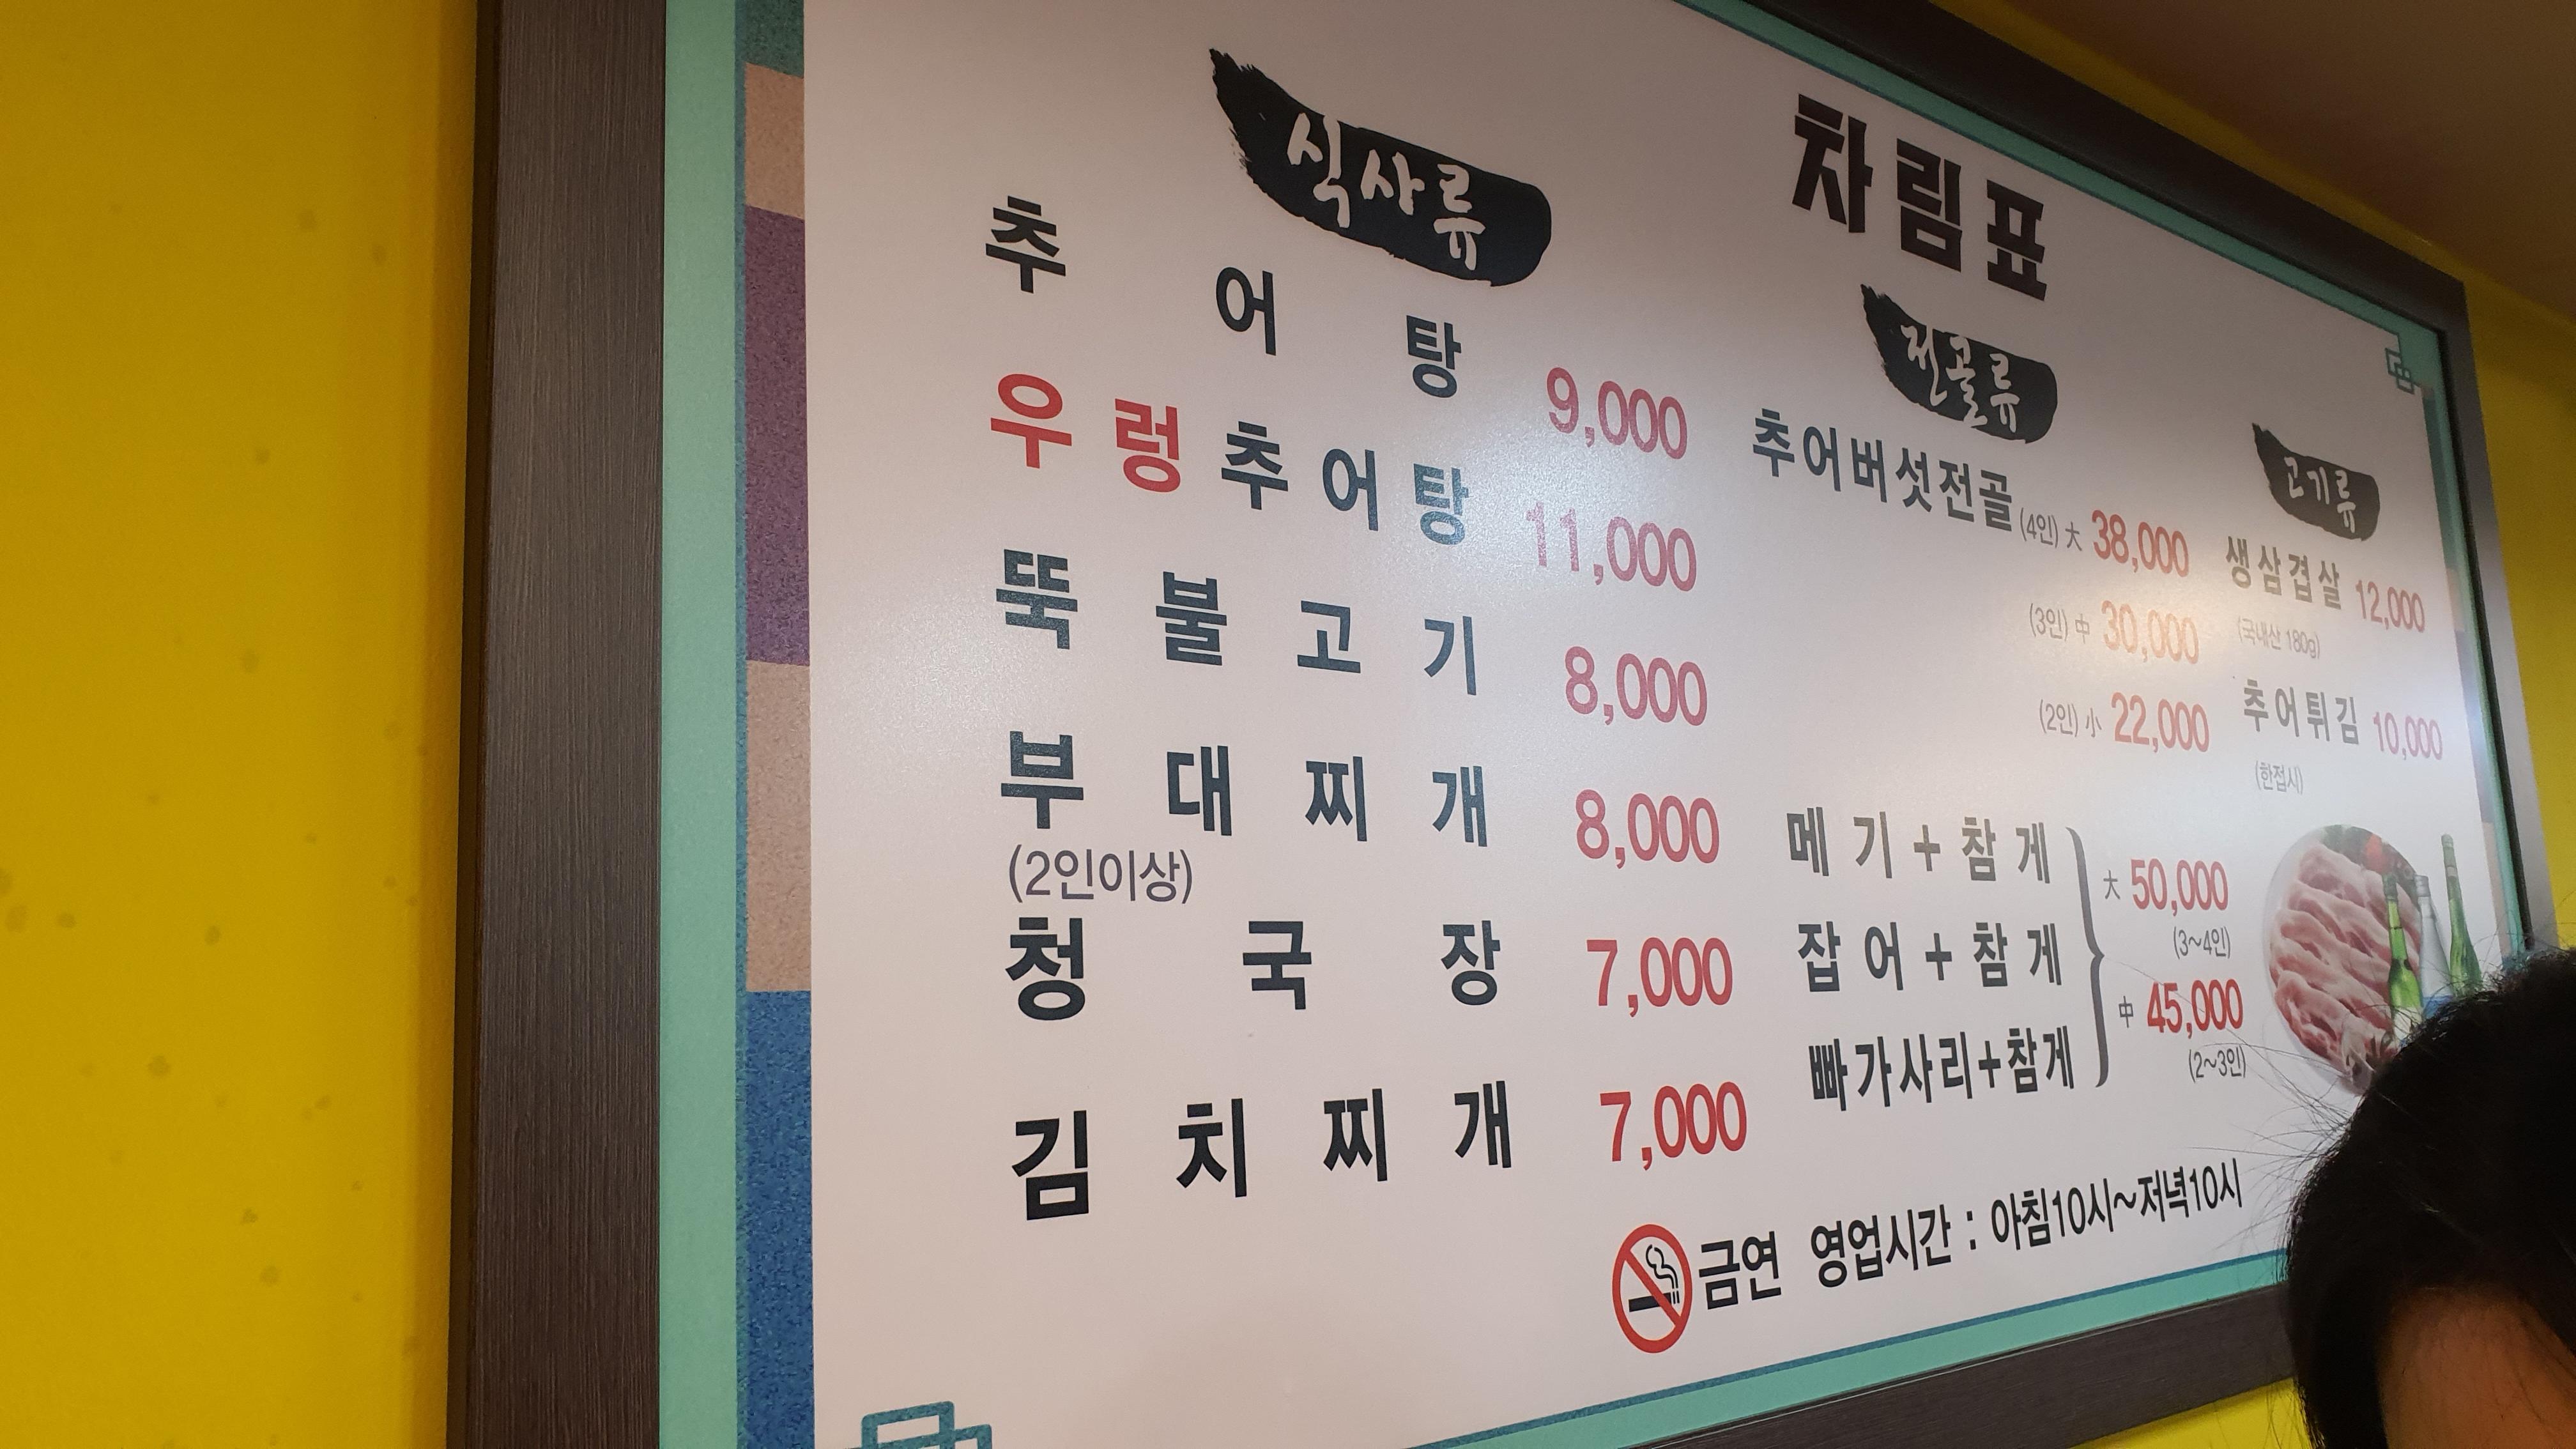 차림표
식사류
추어탕 9,000
우렁추어탕 11,000
뚝불고기 8,000
부대찌개 8,000
(2인이상)
청국장 7,000
김치찌개 7,000
전골류
추어버섯전골 (4인) 大 38,000
(3인) 中 30,000
(2인) 小 22,000
메기+참게
잡어+참게
빠가사리+참게
大 50,000
(3~4인)
中 45,000
(2~3인)
고기류
생삼겹살 12,000
(국내산 180g)
추어튀김 10,000
(한접시)
금연 영업시간 : 아침10시~저녁10시